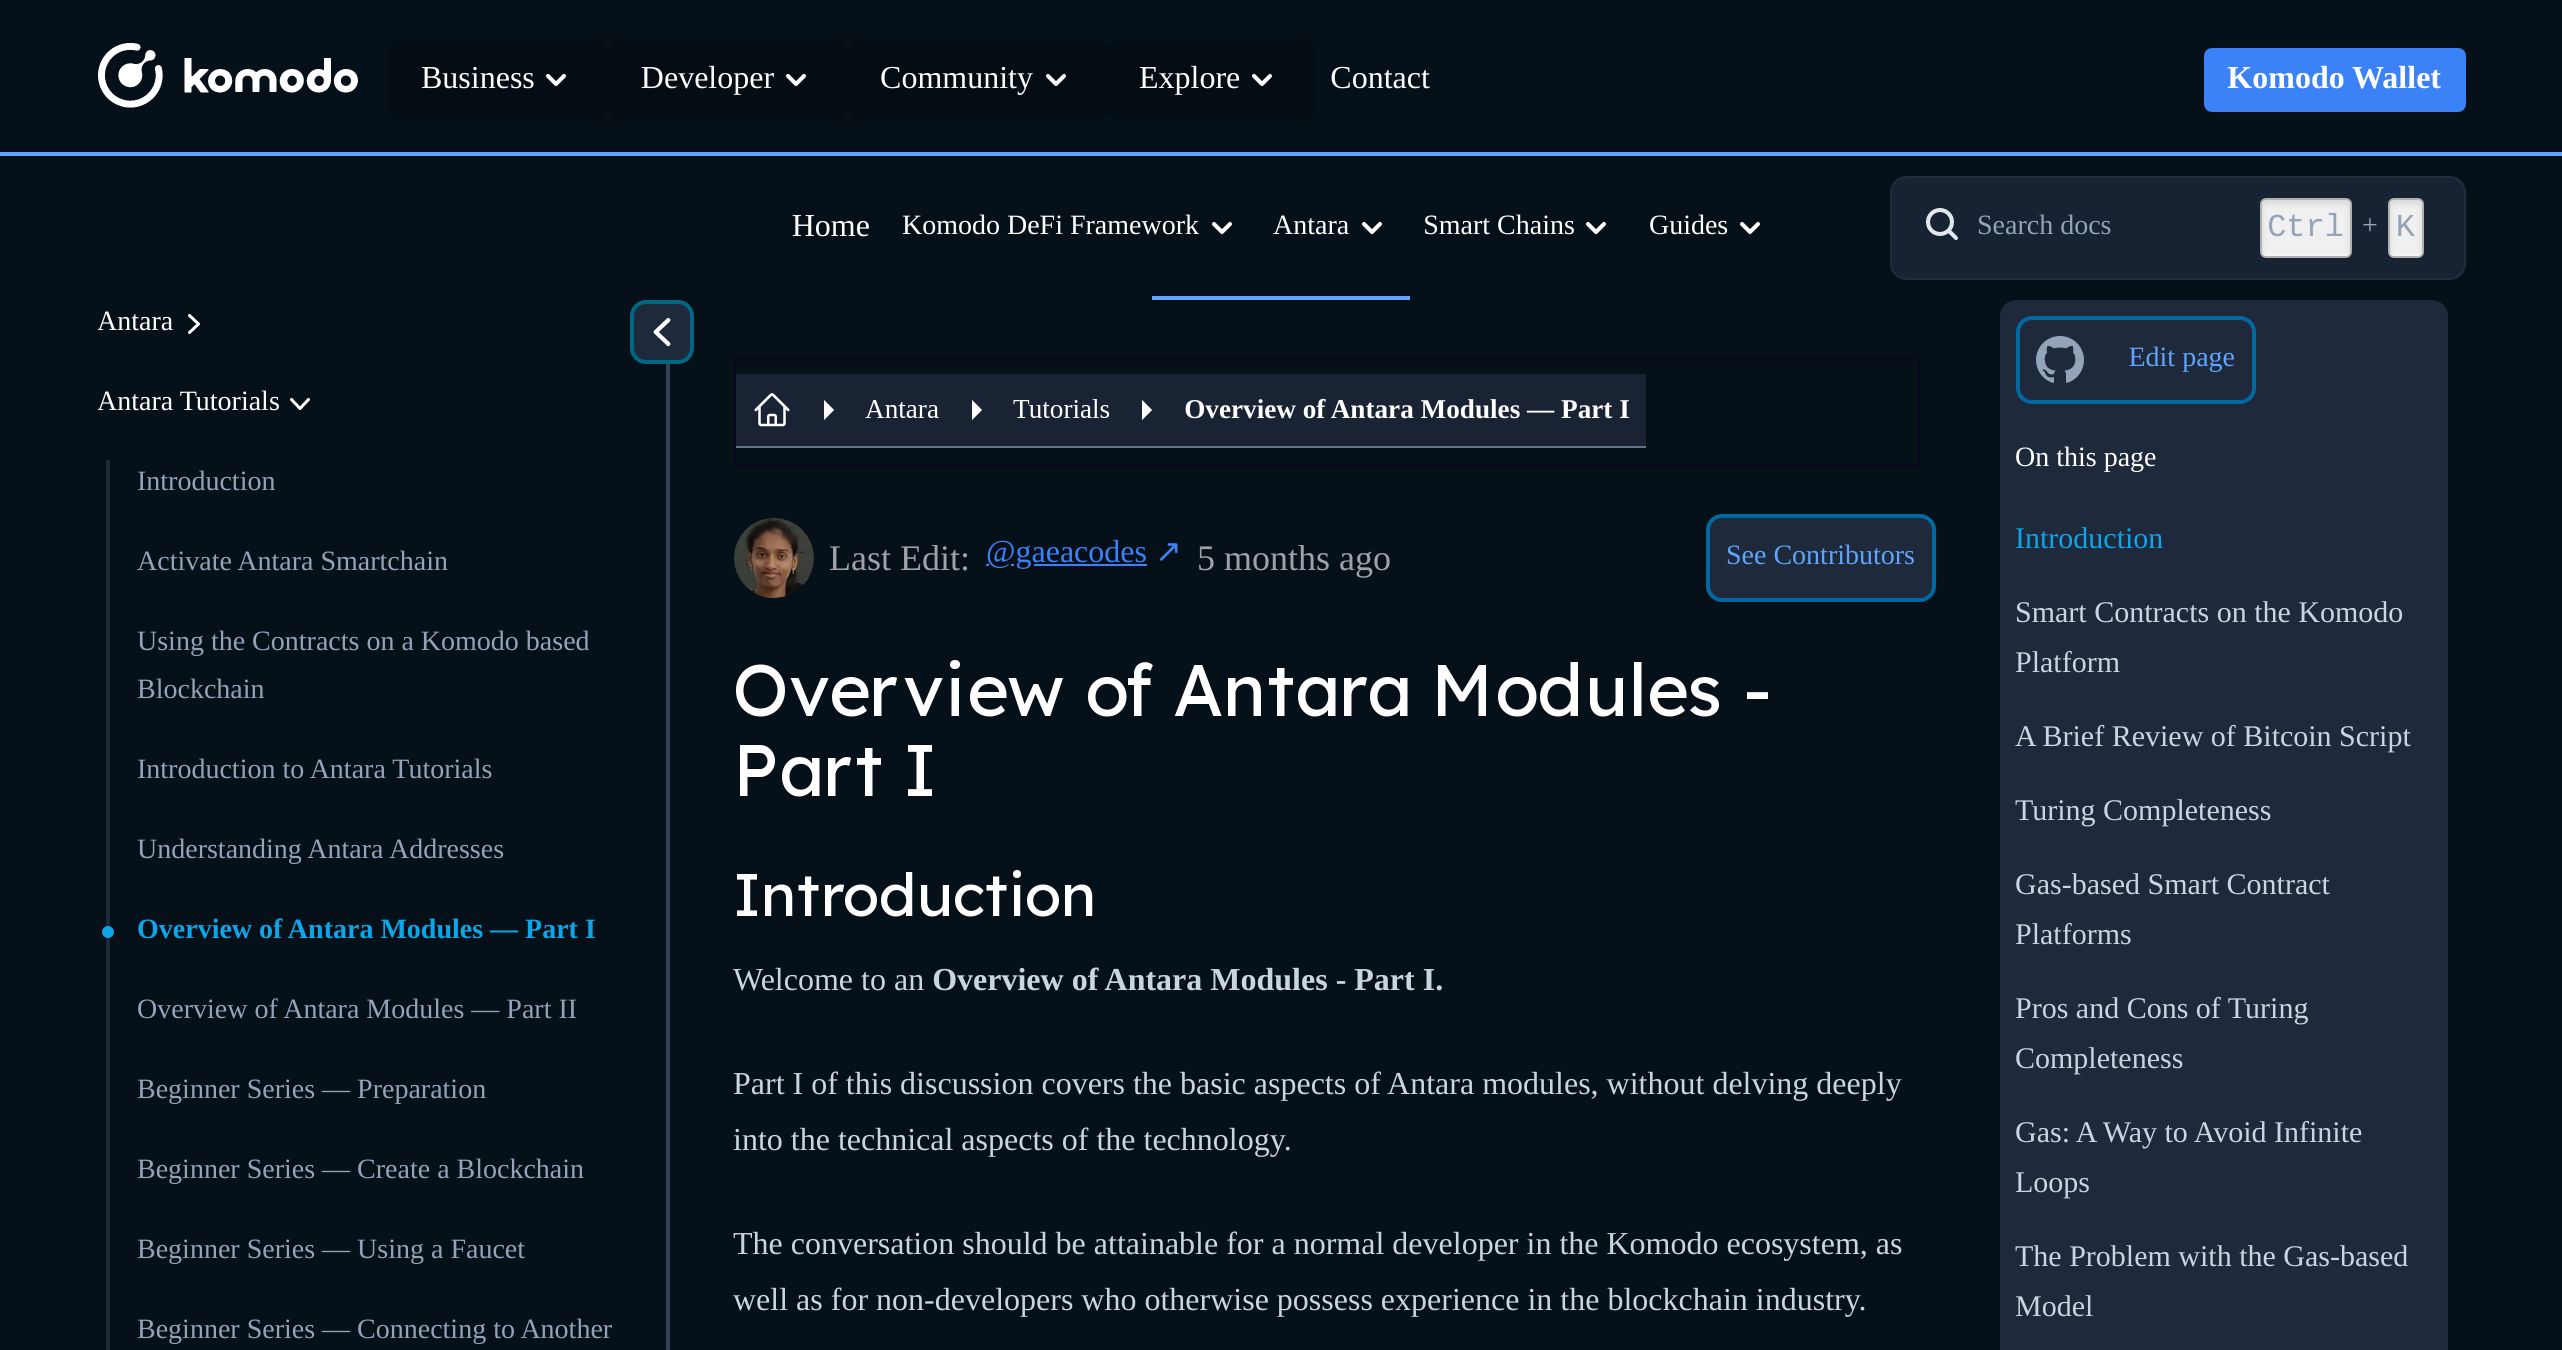 komodo
Business
Developer
Community
Explore
Contact
Komodo Wallet
Home
Komodo DeFi Framework
Antara
Smart Chains
Guides
Search docs
Ctrl + K
Antara
Antara Tutorials
Introduction
Activate Antara Smartchain
Using the Contracts on a Komodo based
Blockchain
Introduction to Antara Tutorials
Understanding Antara Addresses
Overview of Antara Modules — Part I
Overview of Antara Modules — Part II
Beginner Series — Preparation
Beginner Series — Create a Blockchain
Beginner Series — Using a Faucet
Beginner Series — Connecting to Another
Antara
Tutorials
Overview of Antara Modules — Part I
Last Edit: @gaeacodes ↗ 5 months ago
See Contributors
Overview of Antara Modules -
Part I
Introduction
Welcome to an Overview of Antara Modules - Part I.
Part I of this discussion covers the basic aspects of Antara modules, without delving deeply
into the technical aspects of the technology.
The conversation should be attainable for a normal developer in the Komodo ecosystem, as
well as for non-developers who otherwise possess experience in the blockchain industry.
Edit page
On this page
Introduction
Smart Contracts on the Komodo
Platform
A Brief Review of Bitcoin Script
Turing Completeness
Gas-based Smart Contract
Platforms
Pros and Cons of Turing
Completeness
Gas: A Way to Avoid Infinite
Loops
The Problem with the Gas-based
Model